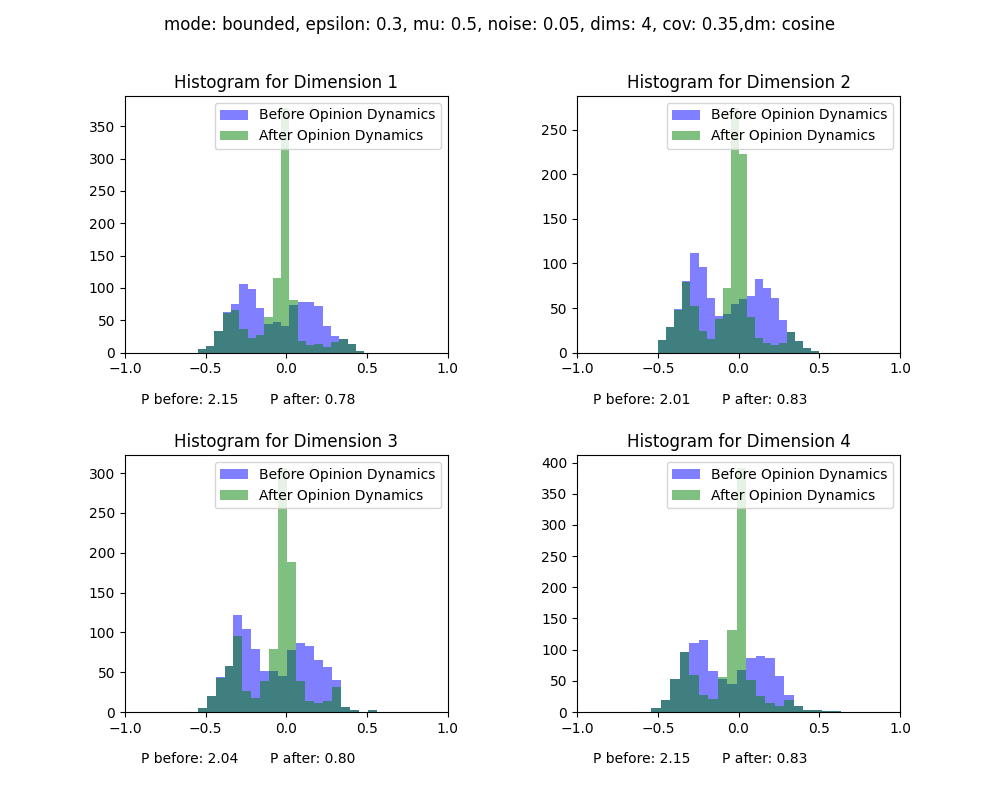 mode: bounded, epsilon: 0.3, mu: 0.5, noise: 0.05, dims: 4, cov: 0.35,dm: cosine
Histogram for Dimension 1
Before Opinion Dynamics
After Opinion Dynamics
350
300
250
200
150
100
50
0
−1.0 −0.5 0.0 0.5 1.0
P before: 2.15 P after: 0.78
Histogram for Dimension 2
Before Opinion Dynamics
After Opinion Dynamics
250
200
150
100
50
0
−1.0 −0.5 0.0 0.5 1.0
P before: 2.01 P after: 0.83
Histogram for Dimension 3
Before Opinion Dynamics
After Opinion Dynamics
300
250
200
150
100
50
0
−1.0 −0.5 0.0 0.5 1.0
P before: 2.04 P after: 0.80
Histogram for Dimension 4
Before Opinion Dynamics
After Opinion Dynamics
400
350
300
250
200
150
100
50
0
−1.0 −0.5 0.0 0.5 1.0
P before: 2.15 P after: 0.83